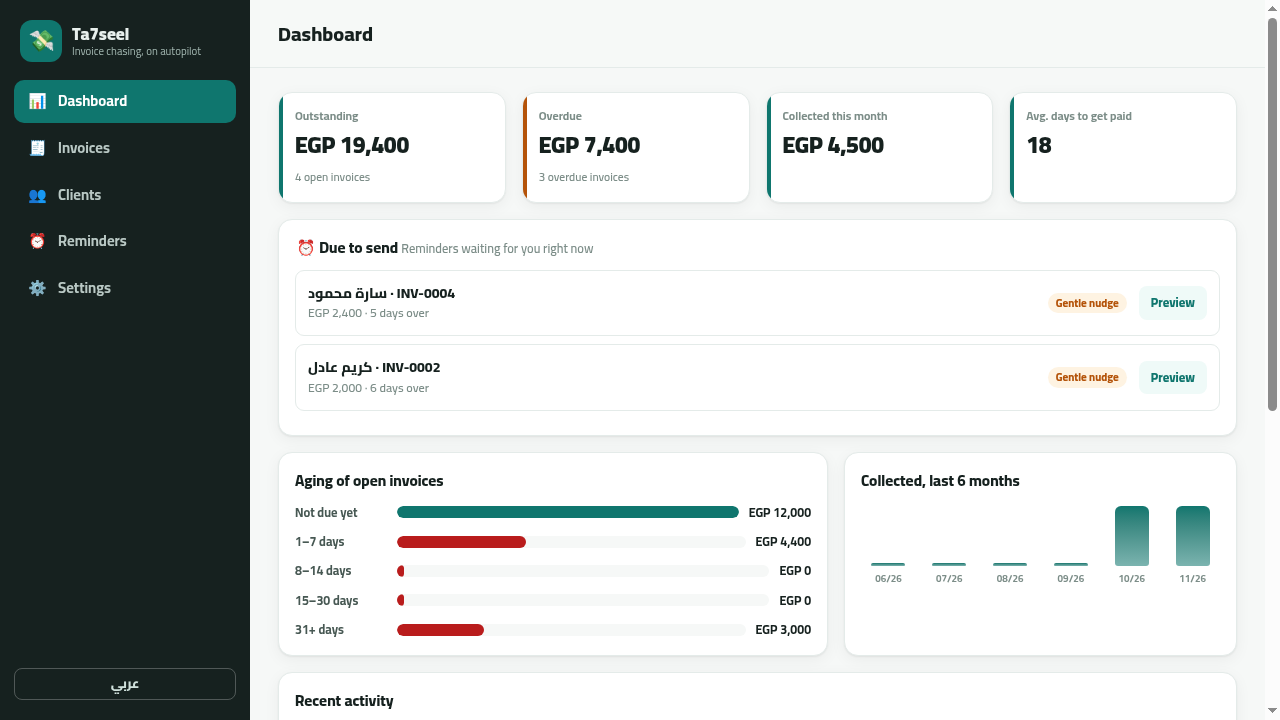 Ta7seel
Invoice chasing, on autopilot
Dashboard
Invoices
Clients
Reminders
Settings
عربي
Dashboard
Outstanding
EGP 19,400
4 open invoices
Overdue
EGP 7,400
3 overdue invoices
Collected this month
EGP 4,500
Avg. days to get paid
18
Due to send Reminders waiting for you right now
سارة محمود · INV-0004
EGP 2,400 · 5 days over
Gentle nudge
Preview
كريم عادل · INV-0002
EGP 2,000 · 6 days over
Gentle nudge
Preview
Aging of open invoices
Not due yet EGP 12,000
1–7 days EGP 4,400
8–14 days EGP 0
15–30 days EGP 0
31+ days EGP 3,000
Collected, last 6 months
06/26 07/26 08/26 09/26 10/26 11/26
Recent activity